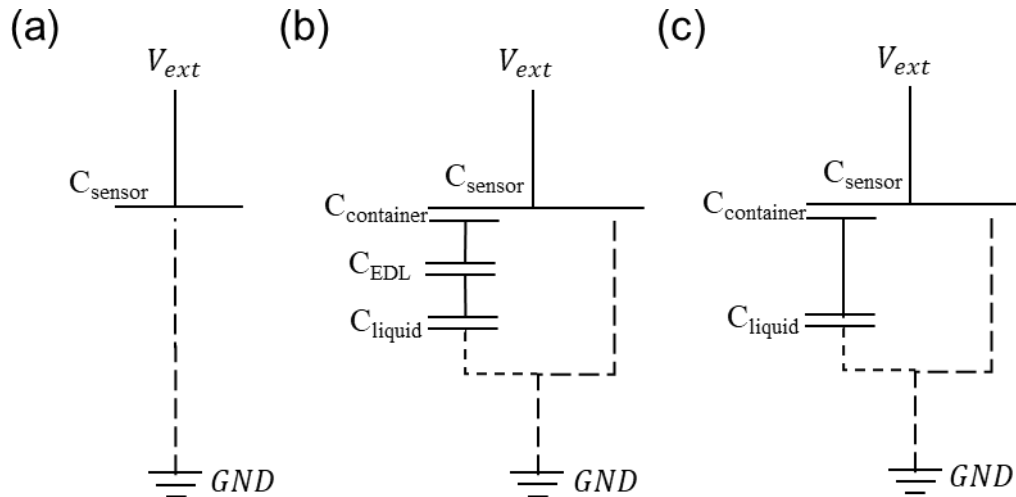 (a)
V_ext
C_sensor
GND
(b)
V_ext
C_sensor
C_container
C_EDL
C_liquid
GND
(c)
V_ext
C_sensor
C_container
C_liquid
GND